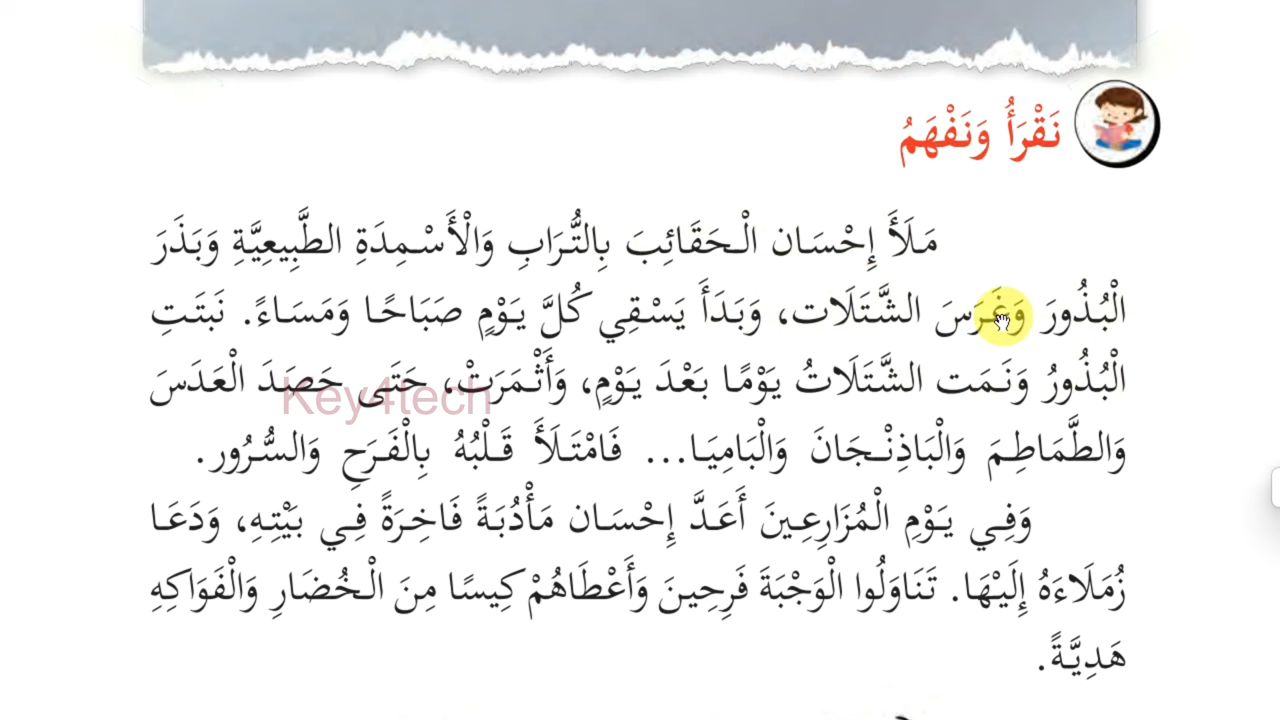 نَقْرَأُ وَنَفْهَمُ
مَلَأَ إِحْسَان الْحَقَائِبَ بِالتُّرَابِ وَالْأَسْمِدَةِ الطَّبِيعِيَّةِ وَبَذَرَ
الْبُذُورَ وَغَرَسَ الشَّتَلَات، وَبَدَأَ يَسْقِي كُلَّ يَوْمٍ صَبَاحًا وَمَسَاءً. نَبَتَتِ
الْبُذُورُ وَنَمَت الشَّتَلَاتُ يَوْمًا بَعْدَ يَوْمٍ، وَأَثْمَرَتْ، حَتَى حَصَدَ الْعَدَسَ
Key4tech
وَالطَّمَاطِمَ وَالْبَاذِنْجَانَ وَالْبَامِيَا... فَامْتَلَأَ قَلْبُهُ بِالْفَرَحِ وَالسُّرُور.
وَفِي يَوْمِ الْمُزَارِعِينَ أَعَدَّ إِحْسَان مَأْدُبَةً فَاخِرَةً فِي بَيْتِهِ، وَدَعَا
زُمَلَاءَهُ إِلَيْهَا. تَنَاوَلُوا الْوَجْبَةَ فَرِحِينَ وَأَعْطَاهُمْ كِيسًا مِنَ الْخُضَارِ وَالْفَوَاكِهِ
هَدِيَّةً.